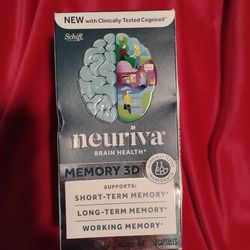 NEW with Clinically Tested Cognicell
Schiff
neuriva
BRAIN HEALTH+
MEMORY 3D
SUPPORTS:
SHORT-TERM MEMORY*
LONG-TERM MEMORY*
WORKING MEMORY*
CAPSULES